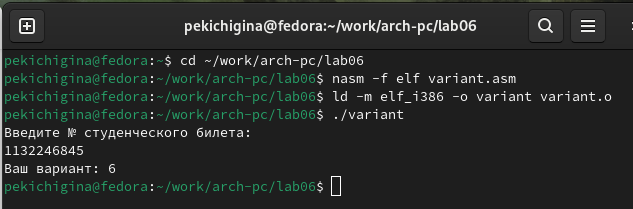 pekichigina@fedora:~/work/arch-pc/lab06
pekichigina@fedora:~$ cd ~/work/arch-pc/lab06
pekichigina@fedora:~/work/arch-pc/lab06$ nasm -f elf variant.asm
pekichigina@fedora:~/work/arch-pc/lab06$ ld -m elf_i386 -o variant variant.o
pekichigina@fedora:~/work/arch-pc/lab06$ ./variant
Введите № студенческого билета:
1132246845
Ваш вариант: 6
pekichigina@fedora:~/work/arch-pc/lab06$